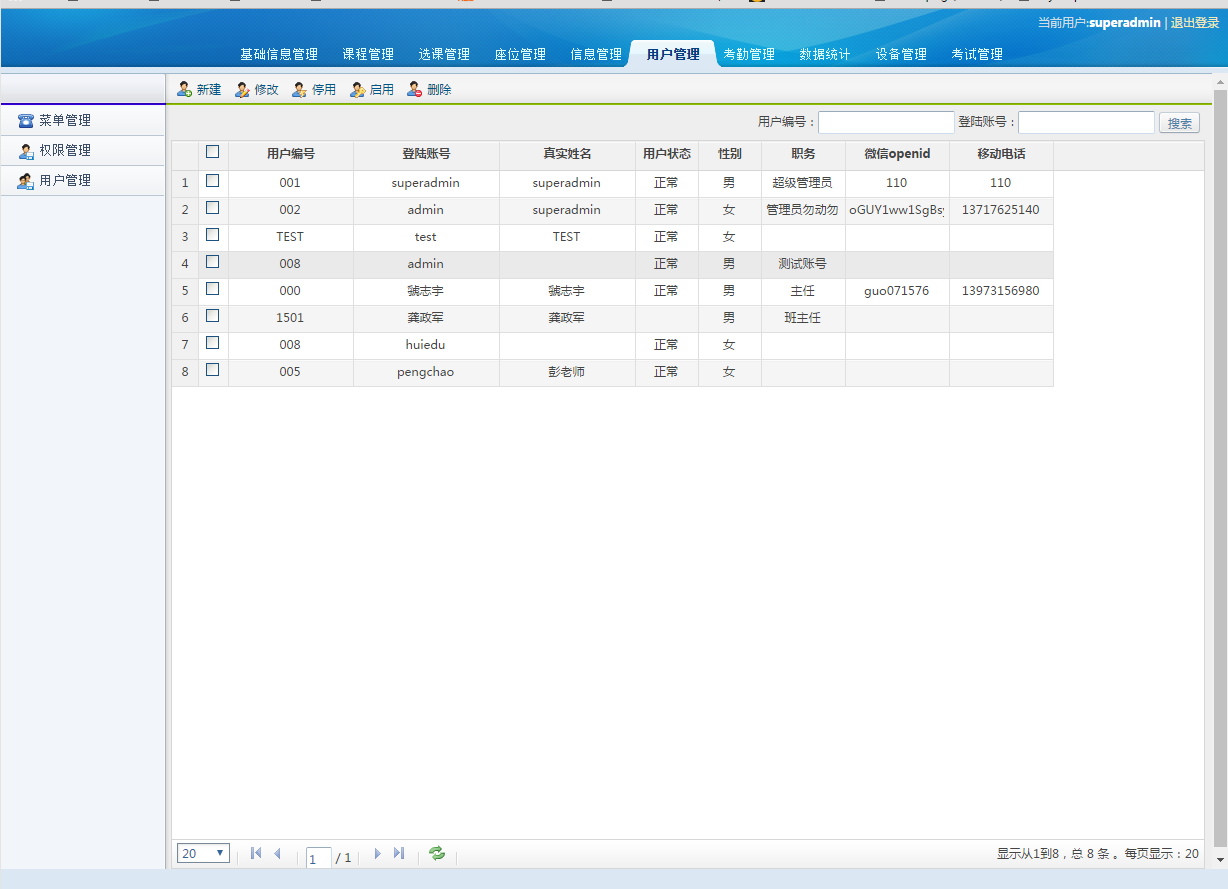 当前用户:superadmin | 退出登录
基础信息管理 课程管理 选课管理 座位管理 信息管理 用户管理 考勤管理 数据统计 设备管理 考试管理
新建 修改 停用 启用 删除
菜单管理
权限管理
用户管理
用户编号： 登陆账号： 搜索
用户编号 登陆账号 真实姓名 用户状态 性别 职务 微信openid 移动电话
1 001 superadmin superadmin 正常 男 超级管理员 110 110
2 002 admin superadmin 正常 女 管理员勿动勿 oGUY1ww1SgBsy 13717625140
3 TEST test TEST 正常 女
4 008 admin 正常 男 测试账号
5 000 虢志宇 虢志宇 正常 男 主任 guo071576 13973156980
6 1501 龚政军 龚政军 男 班主任
7 008 huiedu 正常 女
8 005 pengchao 彭老师 正常 女
20 1 / 1 显示从1到8，总 8 条 。每页显示：20